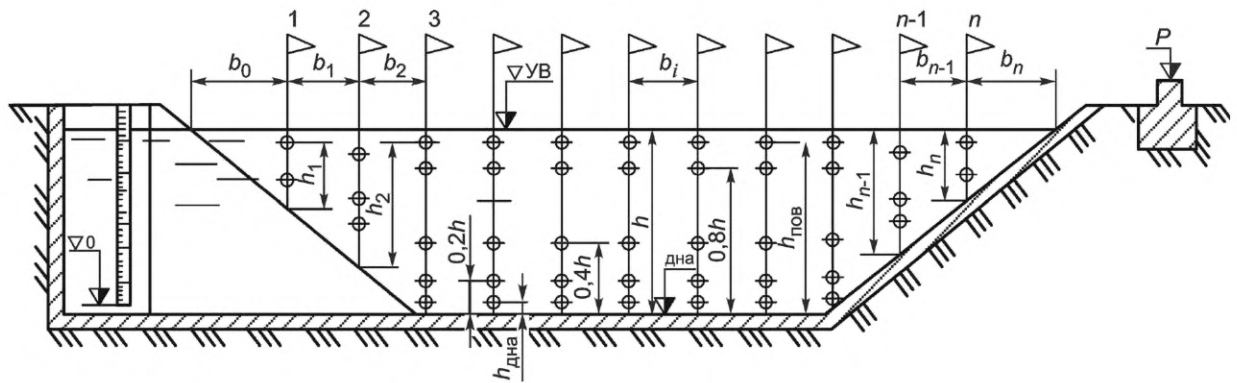 1 2 3 n-1 n
P
b0 b1 b2 bi bn-1 bn
▽УВ
h1 h2 h 0,8h hпов hn-1 hn
▽0
0,2h 0,4h дна
hдна